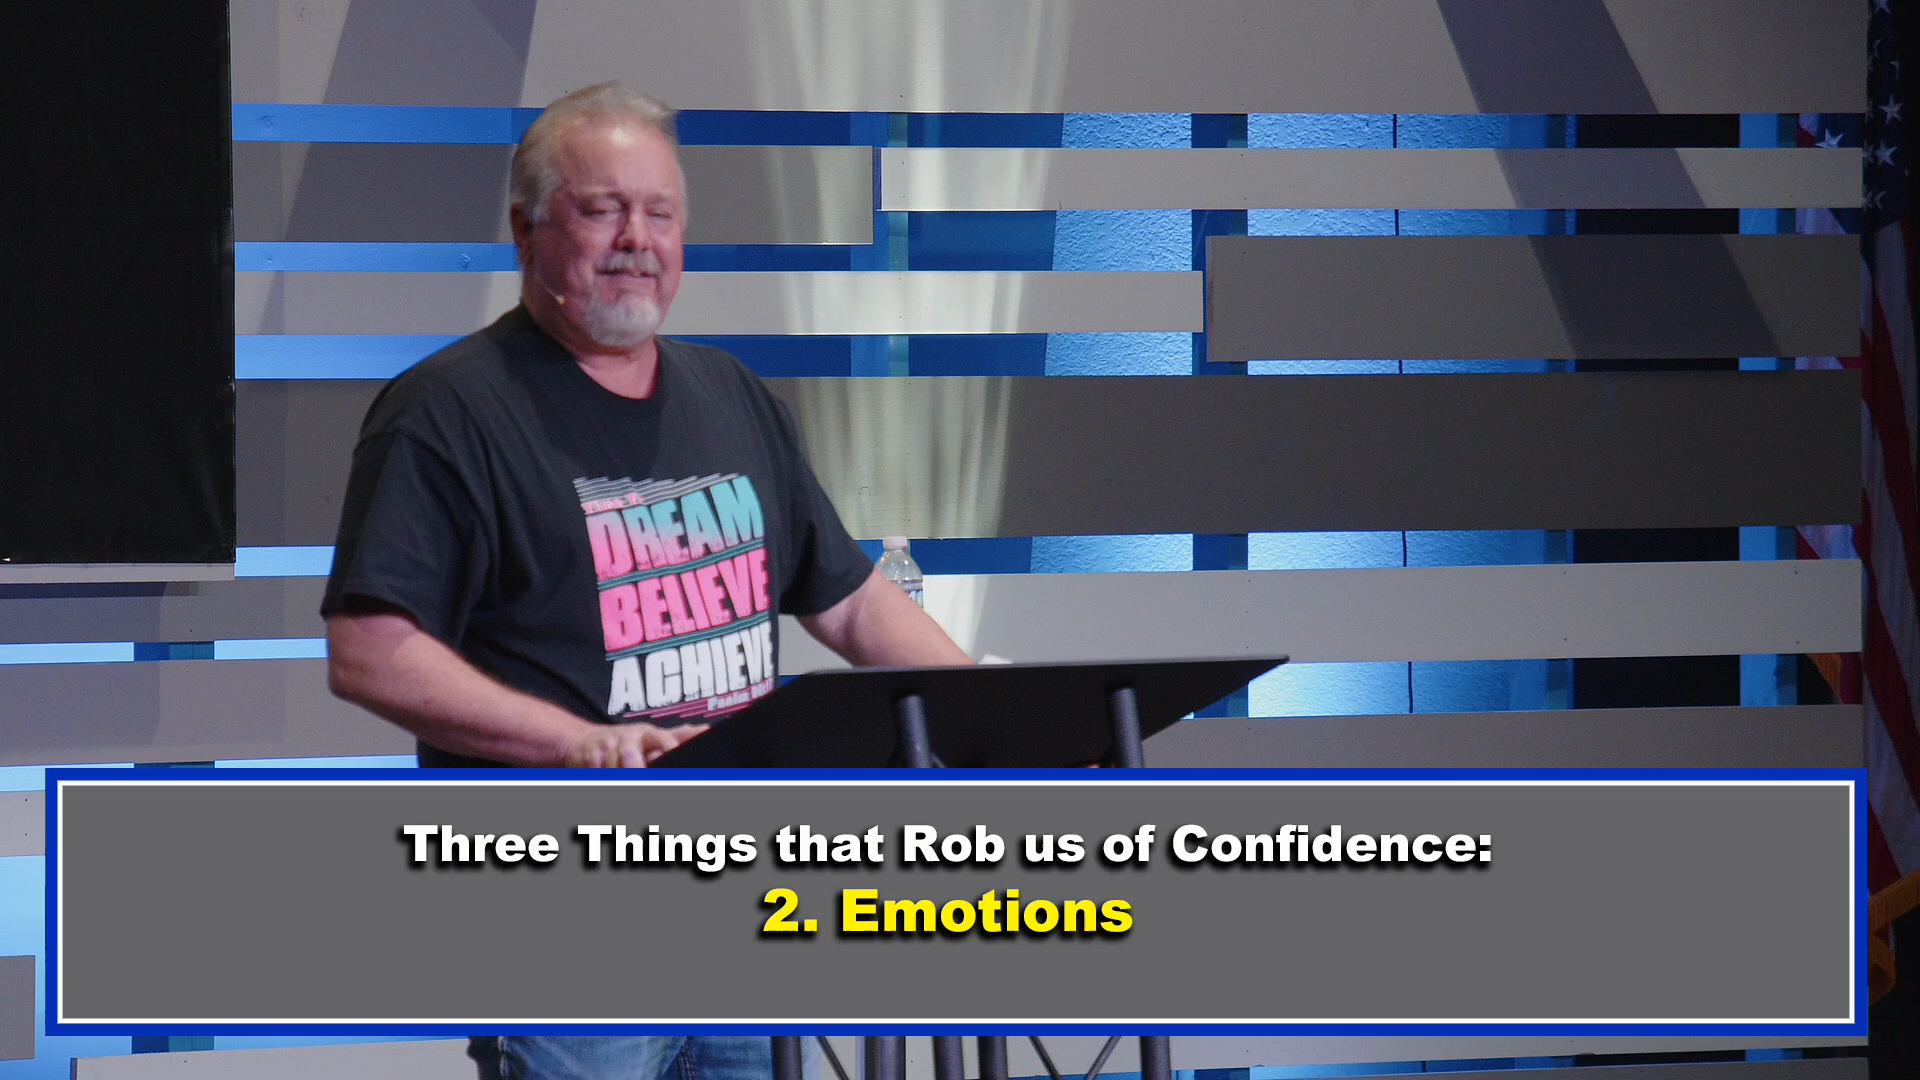 DREAM
BELIEVE
ACHIEVE
Three Things that Rob us of Confidence:
2. Emotions